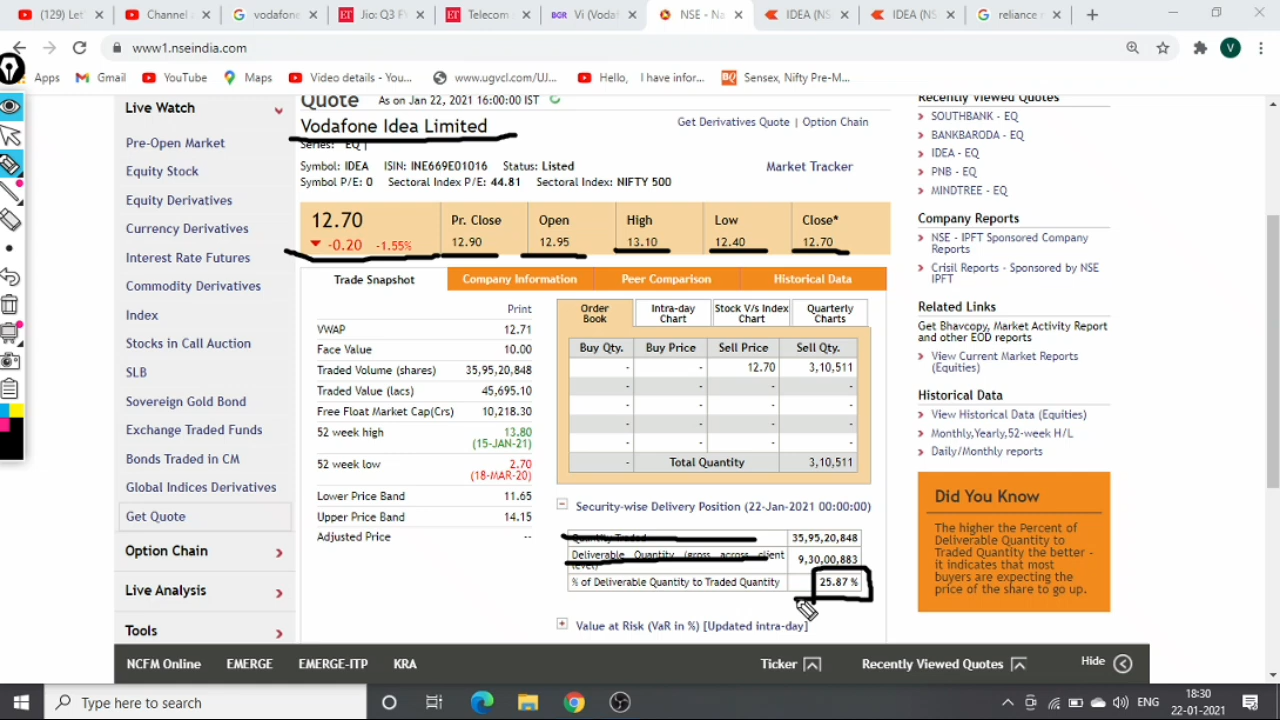 (129) Let
Channel
vodafone
Jio: Q3 F
Telecom
BGR Vi (Vodaf
NSE - Na
IDEA (NS
IDEA (NS
reliance
www1.nseindia.com
Apps
Gmail
YouTube
Maps
Video details - You...
www.ugvcl.com/UJ...
Hello, I have infor...
BQ Sensex, Nifty Pre-M...
Live Watch
Pre-Open Market
Equity Stock
Equity Derivatives
Currency Derivatives
Interest Rate Futures
Commodity Derivatives
Index
Stocks in Call Auction
SLB
Sovereign Gold Bond
Exchange Traded Funds
Bonds Traded in CM
Global Indices Derivatives
Get Quote
Option Chain
Live Analysis
Tools
Quote As on Jan 22, 2021 16:00:00 IST
Vodafone Idea Limited
Get Derivatives Quote | Option Chain
Series: EQ |
Symbol: IDEA ISIN: INE669E01016 Status: Listed
Market Tracker
Symbol P/E: 0 Sectoral Index P/E: 44.81 Sectoral Index: NIFTY 500
12.70 Pr. Close Open High Low Close*
-0.20 -1.55% 12.90 12.95 13.10 12.40 12.70
Trade Snapshot Company Information Peer Comparison Historical Data
Print
VWAP 12.71
Face Value 10.00
Traded Volume (shares) 35,95,20,848
Traded Value (lacs) 45,695.10
Free Float Market Cap(Crs) 10,218.30
52 week high 13.80
(15-JAN-21)
52 week low 2.70
(18-MAR-20)
Lower Price Band 11.65
Upper Price Band 14.15
Adjusted Price --
Order Book
Intra-day Chart
Stock V/s Index Chart
Quarterly Charts
Buy Qty. Buy Price Sell Price Sell Qty.
- - 12.70 3,10,511
- - - -
- - - -
- - - -
- - - -
- Total Quantity 3,10,511
Security-wise Delivery Position (22-Jan-2021 00:00:00)
Quantity Traded 35,95,20,848
Deliverable Quantity (gross across client level) 9,30,00,883
% of Deliverable Quantity to Traded Quantity 25.87 %
Value at Risk (VaR in %) [Updated intra-day]
Recently Viewed Quotes
SOUTHBANK - EQ
BANKBARODA - EQ
IDEA - EQ
PNB - EQ
MINDTREE - EQ
Company Reports
NSE - IPFT Sponsored Company
Reports
Crisil Reports - Sponsored by NSE
IPFT
Related Links
Get Bhavcopy, Market Activity Report
and other EOD reports
View Current Market Reports
(Equities)
Historical Data
View Historical Data (Equities)
Monthly,Yearly,52-week H/L
Daily/Monthly reports
Did You Know
The higher the Percent of
Deliverable Quantity to
Traded Quantity the better -
it indicates that most
buyers are expecting the
price of the share to go up.
NCFM Online EMERGE EMERGE-ITP KRA Ticker Recently Viewed Quotes Hide
Type here to search
ENG
18:30
22-01-2021